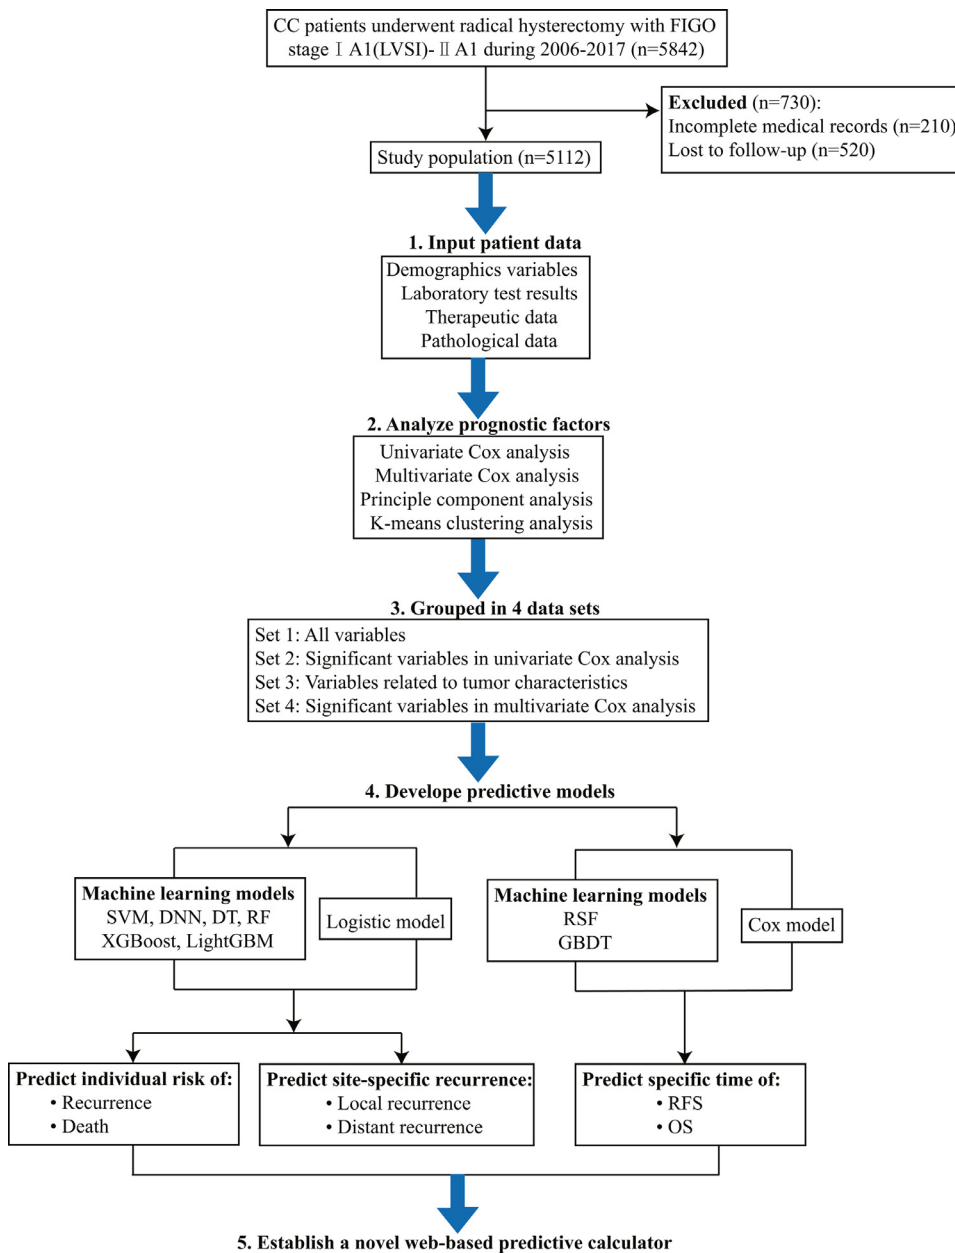 CC patients underwent radical hysterectomy with FIGO
stage Ⅰ A1(LVSI)- Ⅱ A1 during 2006-2017 (n=5842)
Excluded (n=730):
Incomplete medical records (n=210)
Lost to follow-up (n=520)
Study population (n=5112)
1. Input patient data
Demographics variables
Laboratory test results
Therapeutic data
Pathological data
2. Analyze prognostic factors
Univariate Cox analysis
Multivariate Cox analysis
Principle component analysis
K-means clustering analysis
3. Grouped in 4 data sets
Set 1: All variables
Set 2: Significant variables in univariate Cox analysis
Set 3: Variables related to tumor characteristics
Set 4: Significant variables in multivariate Cox analysis
4. Develope predictive models
Machine learning models
SVM, DNN, DT, RF
XGBoost, LightGBM
Logistic model
Machine learning models
RSF
GBDT
Cox model
Predict individual risk of:
• Recurrence
• Death
Predict site-specific recurrence:
• Local recurrence
• Distant recurrence
Predict specific time of:
• RFS
• OS
5. Establish a novel web-based predictive calculator